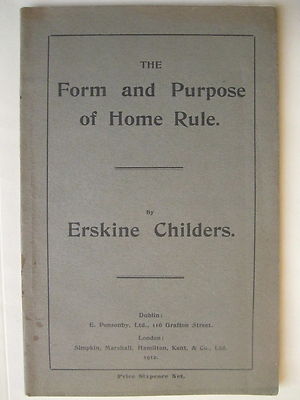 THE
Form and Purpose
of Home Rule.
By
Erskine Childers.
Dublin:
E. Ponsonby, Ltd., 116 Grafton Street.
London:
Simpkin, Marshall, Hamilton, Kent, & Co., Ltd.
1912.
Price Sixpence Net.